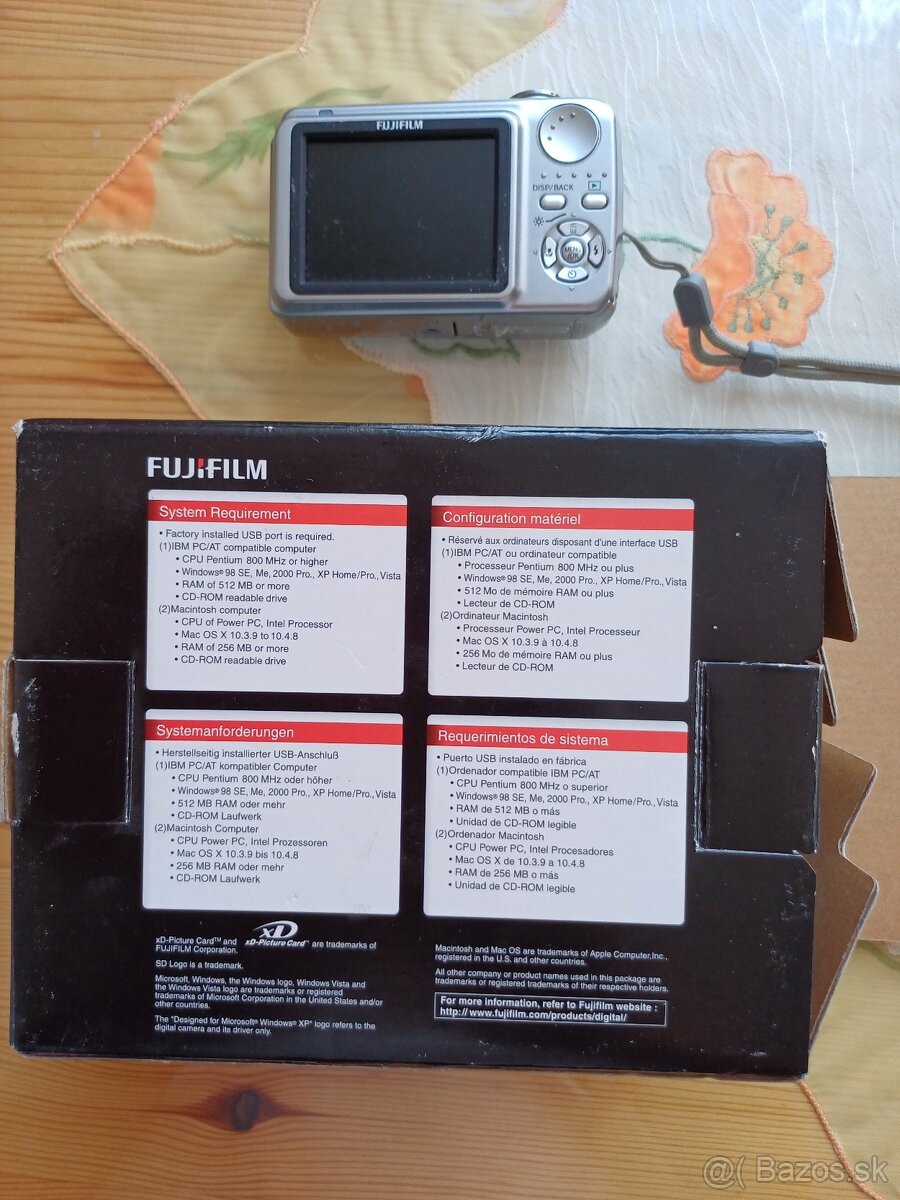 FUJIFILM
DISP/BACK
MENU
/OK
FUJIFILM
System Requirement
• Factory installed USB port is required.
(1)IBM PC/AT compatible computer
• CPU Pentium 800 MHz or higher
• Windows® 98 SE, Me, 2000 Pro., XP Home/Pro.,Vista
• RAM of 512 MB or more
• CD-ROM readable drive
(2)Macintosh computer
• CPU of Power PC, Intel Processor
• Mac OS X 10.3.9 to 10.4.8
• RAM of 256 MB or more
• CD-ROM readable drive
Configuration matériel
• Réservé aux ordinateurs disposant d'une interface USB
(1)IBM PC/AT ou ordinateur compatible
• Processeur Pentium 800 MHz ou plus
• Windows® 98 SE, Me, 2000 Pro., XP Home/Pro.,Vista
• 512 Mo de mémoire RAM ou plus
• Lecteur de CD-ROM
(2)Ordinateur Macintosh
• Processeur Power PC, Intel Processeur
• Mac OS X 10.3.9 à 10.4.8
• 256 Mo de mémoire RAM ou plus
• Lecteur de CD-ROM
Systemanforderungen
• Herstellseitig installierter USB-Anschluß
(1)IBM PC/AT kompatibler Computer
• CPU Pentium 800 MHz oder höher
• Windows® 98 SE, Me, 2000 Pro., XP Home/Pro.,Vista
• 512 MB RAM oder mehr
• CD-ROM Laufwerk
(2)Macintosh Computer
• CPU Power PC, Intel Prozessoren
• Mac OS X 10.3.9 bis 10.4.8
• 256 MB RAM oder mehr
• CD-ROM Laufwerk
Requerimientos de sistema
• Puerto USB instalado en fábrica
(1)Ordenador compatible IBM PC/AT
• CPU Pentium 800 MHz o superior
• Windows® 98 SE, Me, 2000 Pro., XP Home/Pro.,Vista
• RAM de 512 MB o más
• Unidad de CD-ROM legible
(2)Ordenador Macintosh
• CPU Power PC, Intel Procesadores
• Mac OS X de 10.3.9 a 10.4.8
• RAM de 256 MB o más
• Unidad de CD-ROM legible
xD-Picture Card™ and xD xD-Picture Card™ are trademarks of
FUJIFILM Corporation.
SD Logo is a trademark.
Microsoft, Windows, the Windows logo, Windows Vista and
the Windows Vista logo are trademarks or registered
trademarks of Microsoft Corporation in the United States and/or
other countries.
The "Designed for Microsoft® Windows® XP" logo refers to the
digital camera and its driver only.
Macintosh and Mac OS are trademarks of Apple Computer,Inc.,
registered in the U.S. and other countries.
All other company or product names used in this package are
trademarks or registered trademarks of their respective holders.
For more information, refer to Fujifilm website :
http://www.fujifilm.com/products/digital/
@( Bazos.sk